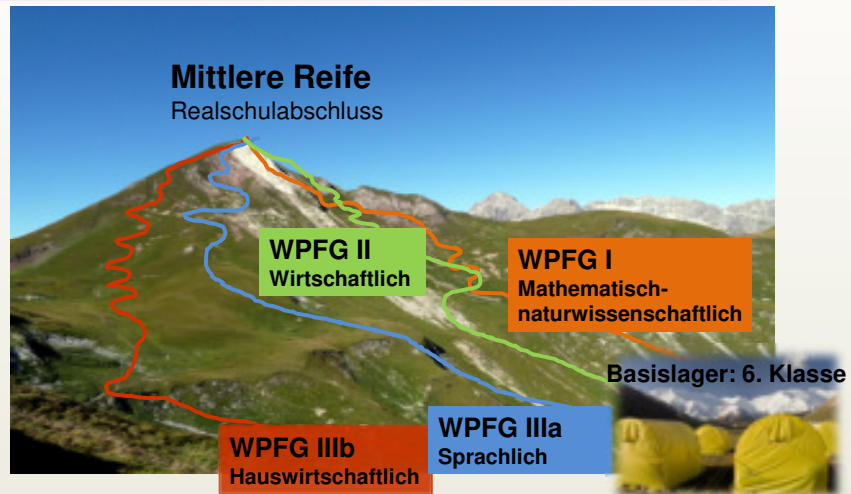 Mittlere Reife
Realschulabschluss
WPFG II
Wirtschaftlich
WPFG I
Mathematisch-
naturwissenschaftlich
Basislager: 6. Klasse
WPFG IIIa
Sprachlich
WPFG IIIb
Hauswirtschaftlich